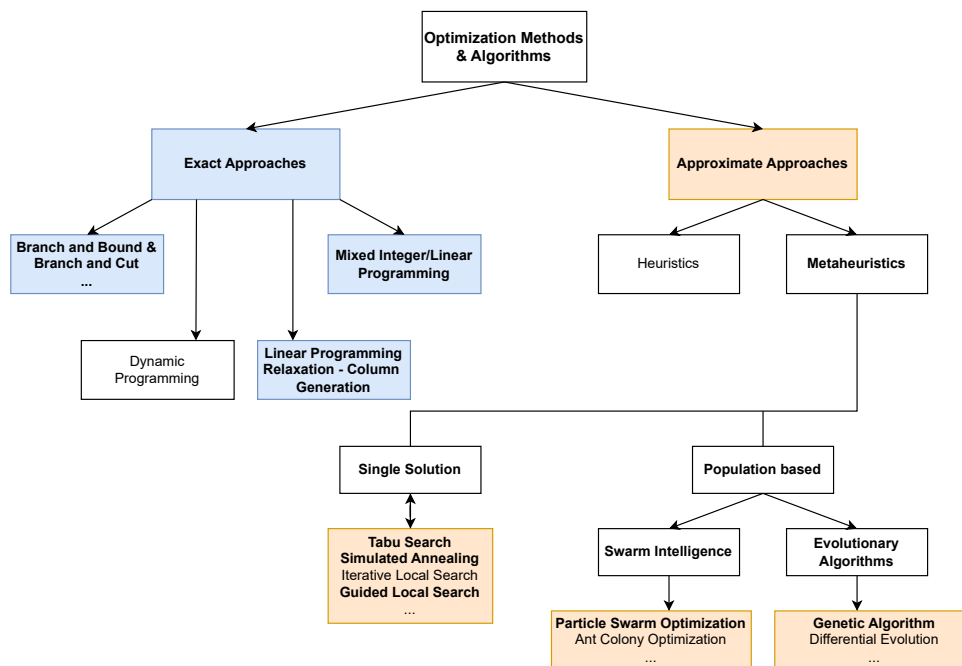 Optimization Methods
& Algorithms
Exact Approaches
Approximate Approaches
Branch and Bound &
Branch and Cut
...
Mixed Integer/Linear
Programming
Heuristics
Metaheuristics
Dynamic
Programming
Linear Programming
Relaxation - Column
Generation
Single Solution
Population based
Tabu Search
Simulated Annealing
Iterative Local Search
Guided Local Search
...
Swarm Intelligence
Evolutionary
Algorithms
Particle Swarm Optimization
Ant Colony Optimization
...
Genetic Algorithm
Differential Evolution
...